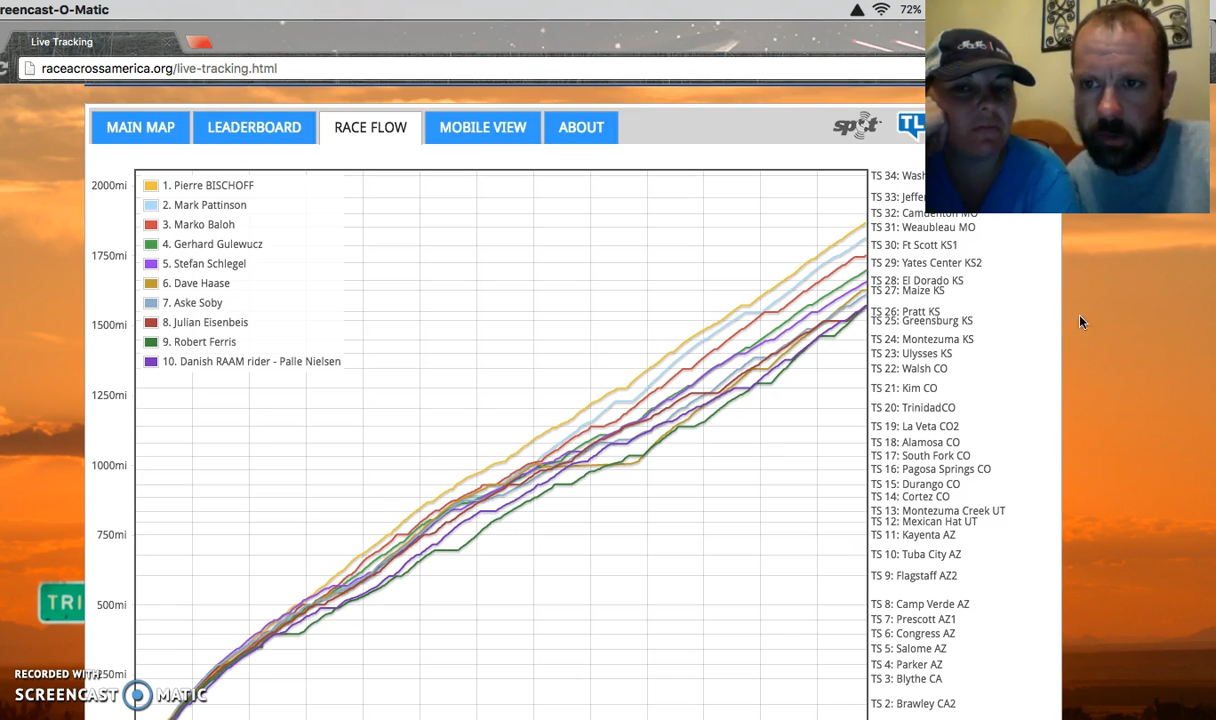 reencast-O-Matic
72%
Live Tracking
raceacrossamerica.org/live-tracking.html
MAIN MAP
LEADERBOARD
RACE FLOW
MOBILE VIEW
ABOUT
spot
TL
2000mi
1750mi
1500mi
1250mi
1000mi
750mi
500mi
250mi
1. Pierre BISCHOFF
2. Mark Pattinson
3. Marko Baloh
4. Gerhard Gulewucz
5. Stefan Schlegel
6. Dave Haase
7. Aske Soby
8. Julian Eisenbeis
9. Robert Ferris
10. Danish RAAM rider - Palle Nielsen
TS 34: Wash
TS 33: Jeffe
TS 32: Camdenton MO
TS 31: Weaubleau MO
TS 30: Ft Scott KS1
TS 29: Yates Center KS2
TS 28: El Dorado KS
TS 27: Maize KS
TS 26: Pratt KS
TS 25: Greensburg KS
TS 24: Montezuma KS
TS 23: Ulysses KS
TS 22: Walsh CO
TS 21: Kim CO
TS 20: TrinidadCO
TS 19: La Veta CO2
TS 18: Alamosa CO
TS 17: South Fork CO
TS 16: Pagosa Springs CO
TS 15: Durango CO
TS 14: Cortez CO
TS 13: Montezuma Creek UT
TS 12: Mexican Hat UT
TS 11: Kayenta AZ
TS 10: Tuba City AZ
TS 9: Flagstaff AZ2
TS 8: Camp Verde AZ
TS 7: Prescott AZ1
TS 6: Congress AZ
TS 5: Salome AZ
TS 4: Parker AZ
TS 3: Blythe CA
TS 2: Brawley CA2
TRI
RECORDED WITH
SCREENCAST MATIC